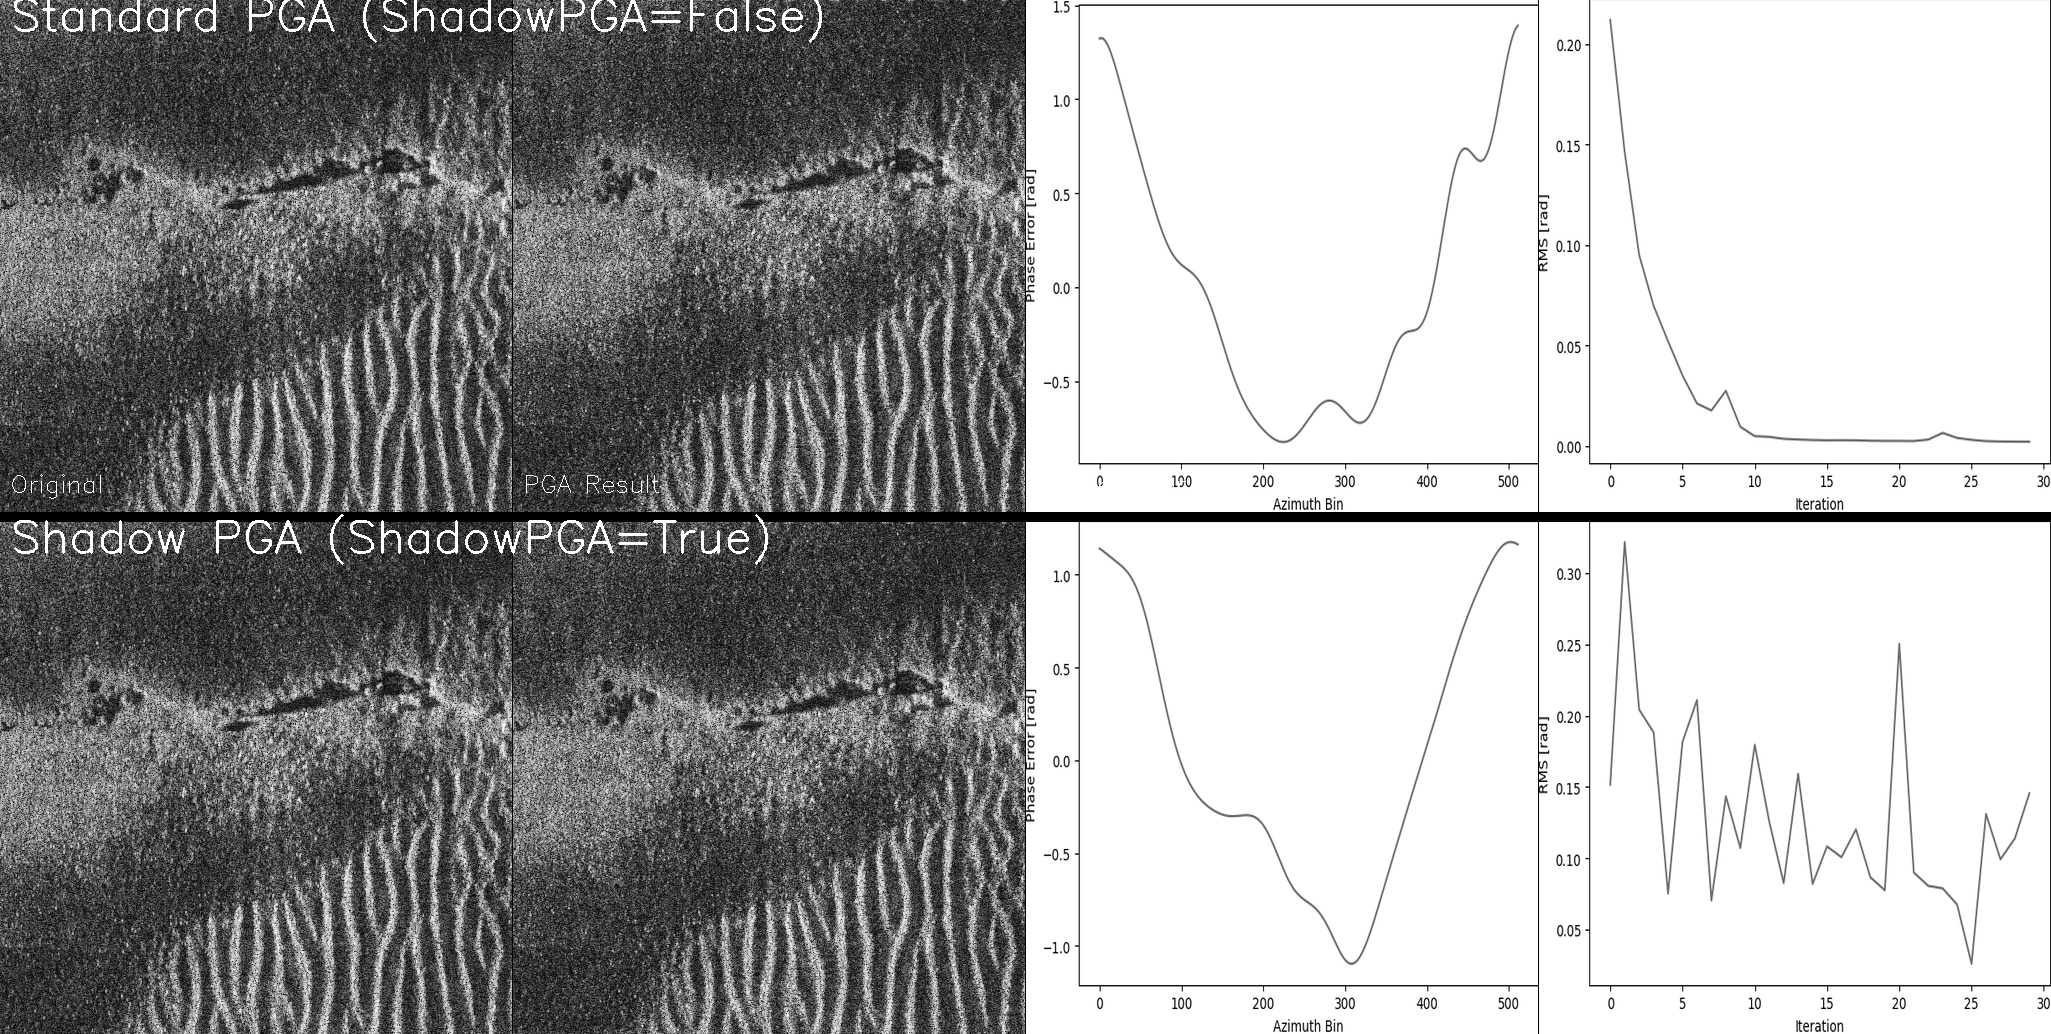 Standard PGA (ShadowPGA=False)
Original
PGA Result
Phase Error [rad]
1.5
1.0
0.5
0.0
−0.5
0 100 200 300 400 500
Azimuth Bin
RMS [rad]
0.20
0.15
0.10
0.05
0.00
0 5 10 15 20 25 30
Iteration
Shadow PGA (ShadowPGA=True)
Phase Error [rad]
1.0
0.5
0.0
−0.5
−1.0
0 100 200 300 400 500
Azimuth Bin
RMS [rad]
0.30
0.25
0.20
0.15
0.10
0.05
0 5 10 15 20 25 30
Iteration